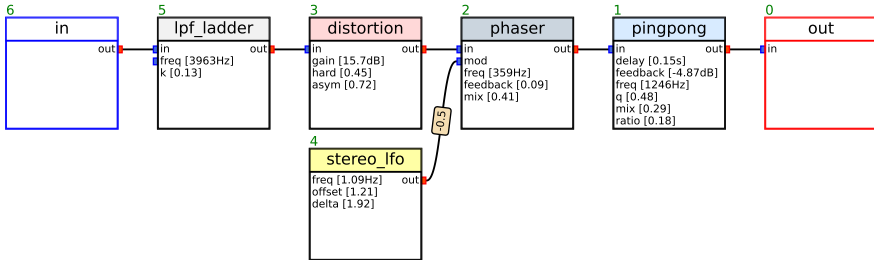 6
in
out
5
lpf_ladder
in out
freq [3963Hz]
k [0.13]
3
distortion
in out
gain [15.7dB]
hard [0.45]
asym [0.72]
2
phaser
in out
mod
freq [359Hz]
feedback [0.09]
mix [0.41]
1
pingpong
in out
delay [0.15s]
feedback [-4.87dB]
freq [1246Hz]
q [0.48]
mix [0.29]
ratio [0.18]
0
out
in
-0.5
4
stereo_lfo
freq [1.09Hz] out
offset [1.21]
delta [1.92]